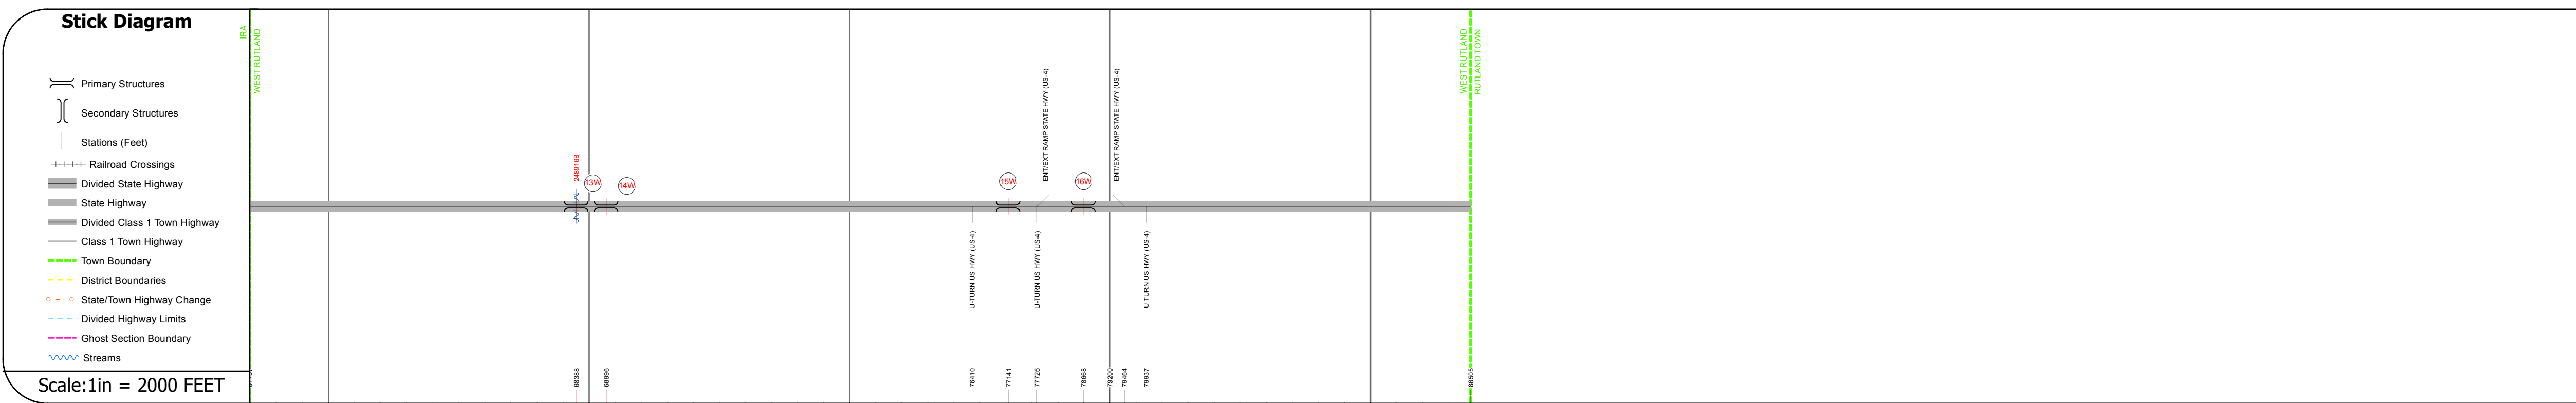 Stick Diagram
Primary Structures
Secondary Structures
Stations (Feet)
Railroad Crossings
Divided State Highway
State Highway
Divided Class 1 Town Highway
Class 1 Town Highway
Town Boundary
District Boundaries
State/Town Highway Change
Divided Highway Limits
Ghost Section Boundary
Streams
Scale:1in = 2000 FEET
IRA
WEST RUTLAND
248916B
13W
14W
15W
ENT/EXT RAMP STATE HWY (US-4)
16W
ENT/EXT RAMP STATE HWY (US-4)
WEST RUTLAND
RUTLAND TOWN
U-TURN US HWY (US-4)
U-TURN US HWY (US-4)
U TURN US HWY (US-4)
68388
68996
76410
77141
77726
78668
79200
79464
79937
86505